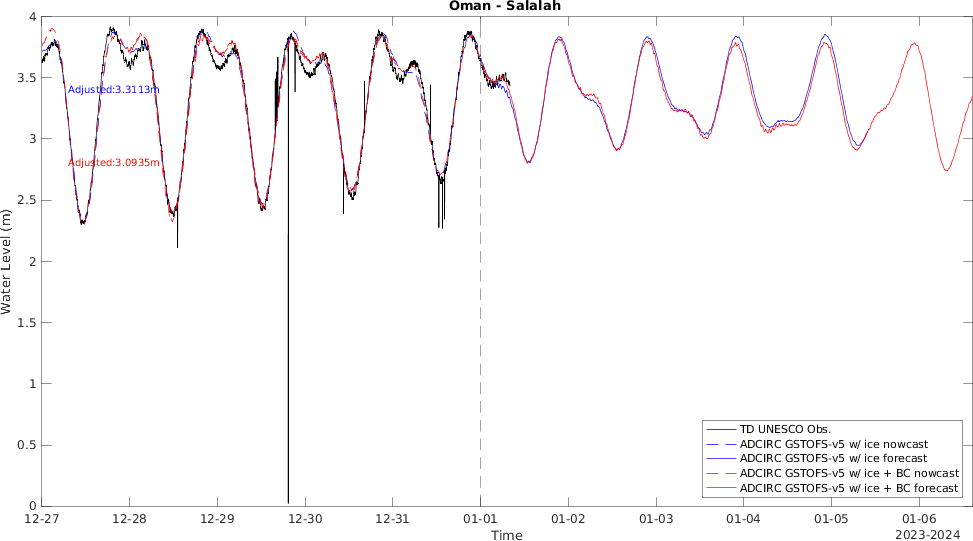 Oman - Salalah
4
3.5
3
2.5
2
1.5
1
0.5
0
Water Level (m)
Adjusted:3.3113m
Adjusted:3.0935m
TD UNESCO Obs.
ADCIRC GSTOFS-v5 w/ ice nowcast
ADCIRC GSTOFS-v5 w/ ice forecast
ADCIRC GSTOFS-v5 w/ ice + BC nowcast
ADCIRC GSTOFS-v5 w/ ice + BC forecast
12-27 12-28 12-29 12-30 12-31 01-01 01-02 01-03 01-04 01-05 01-06
Time
2023-2024